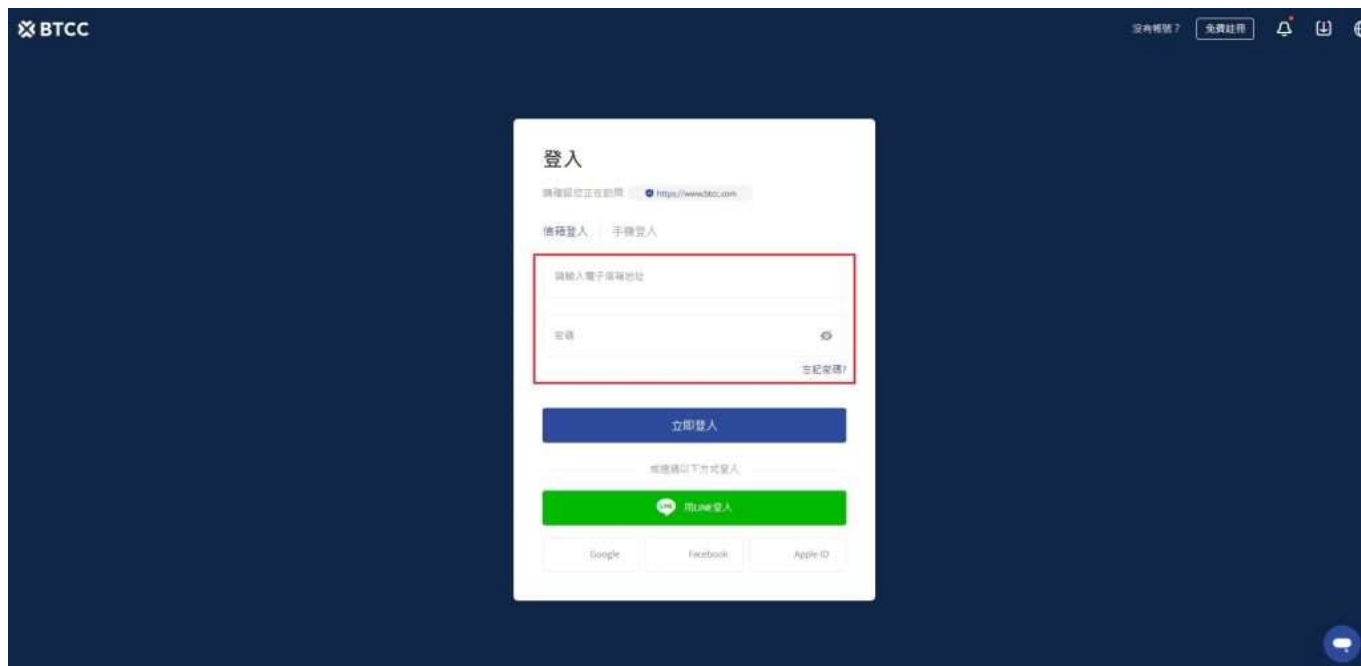 BTCC
沒有帳號？ 免費註冊
登入
請確認您正在訪問 https://www.btcc.com
信箱登入 手機登入
請輸入電子信箱地址
密碼
忘記密碼?
立即登入
或透過以下方式登入
LINE 用LINE登入
Google Facebook Apple ID